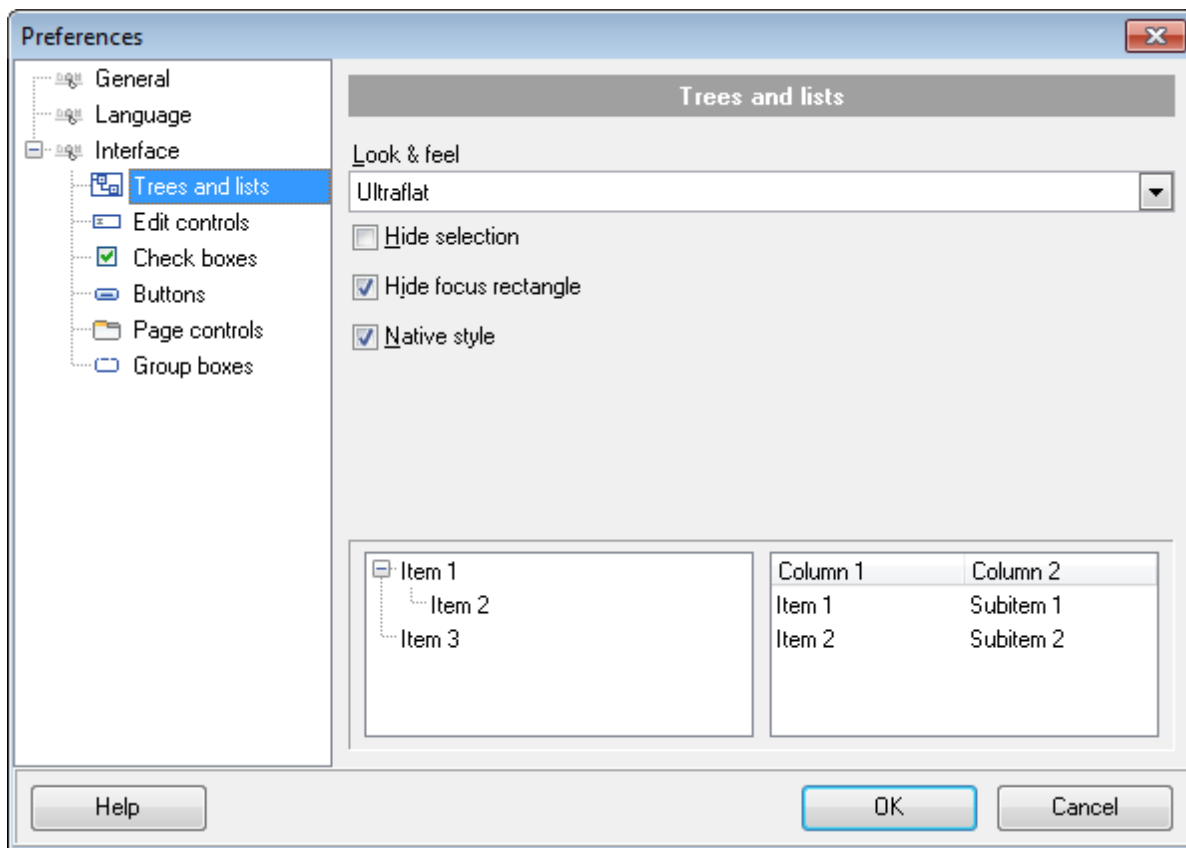 Preferences
General
Language
Interface
Trees and lists
Edit controls
Check boxes
Buttons
Page controls
Group boxes
Trees and lists
Look & feel
Ultraflat
Hide selection
Hide focus rectangle
Native style
Item 1
Item 2
Item 3
Column 1 Column 2
Item 1 Subitem 1
Item 2 Subitem 2
Help OK Cancel